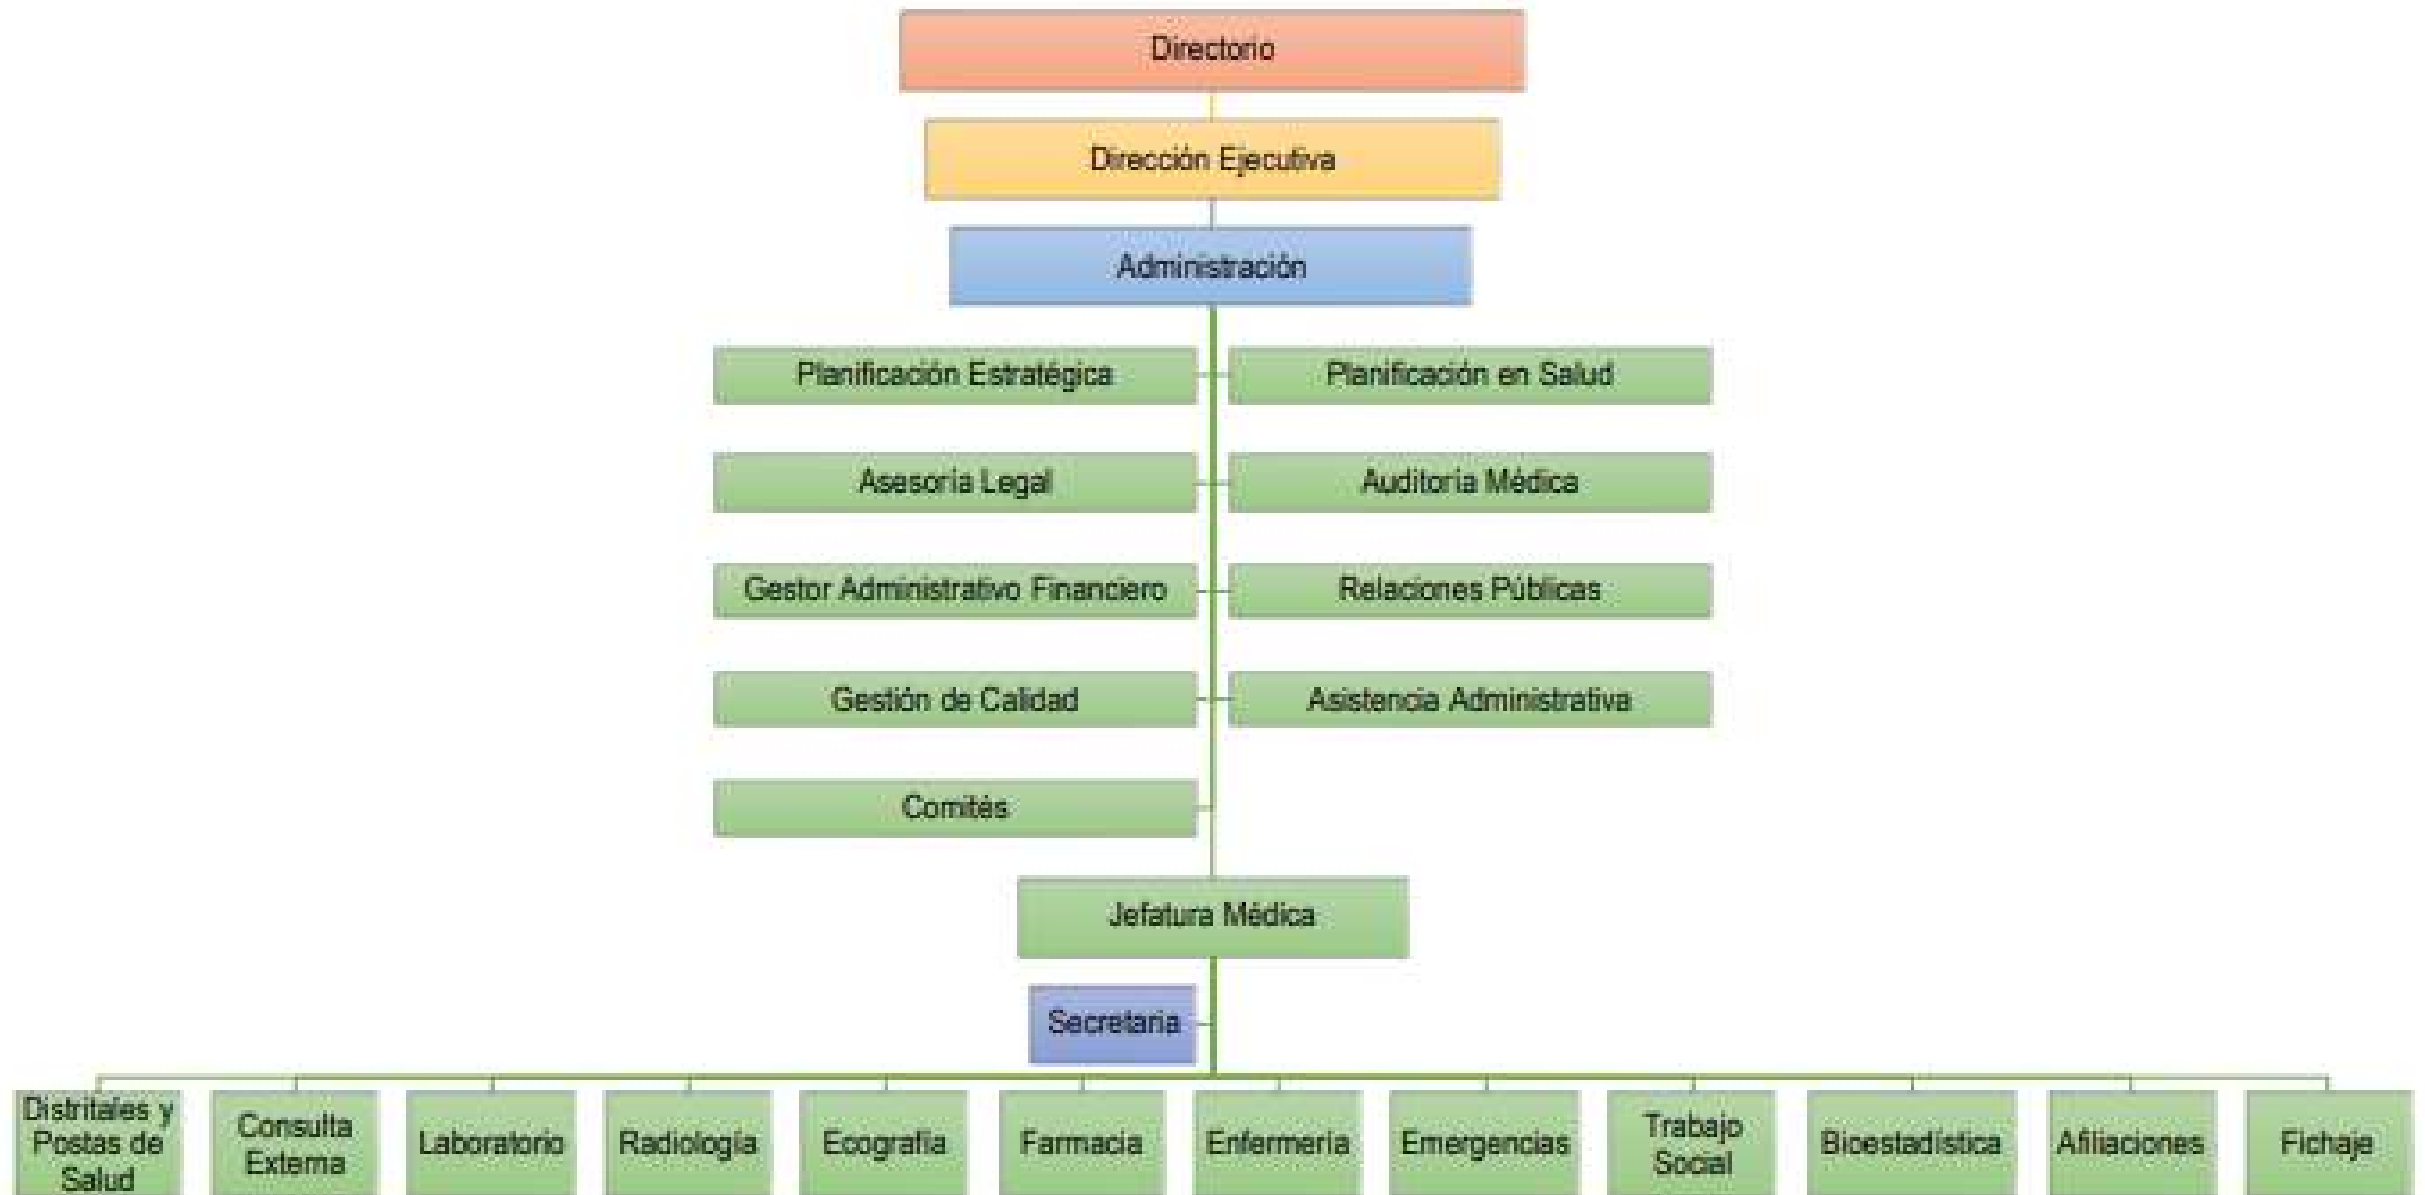 Directorio
Dirección Ejecutiva
Administración
Planificación Estratégica
Planificación en Salud
Asesoría Legal
Auditoría Médica
Gestor Administrativo Financiero
Relaciones Públicas
Gestión de Calidad
Asistencia Administrativa
Comités
Jefatura Médica
Secretaria
Distritales y
Postas de
Salud
Consulta
Externa
Laboratorio
Radiología
Ecografía
Farmacia
Enfermería
Emergencias
Trabajo
Social
Bioestadística
Afiliaciones
Fichaje